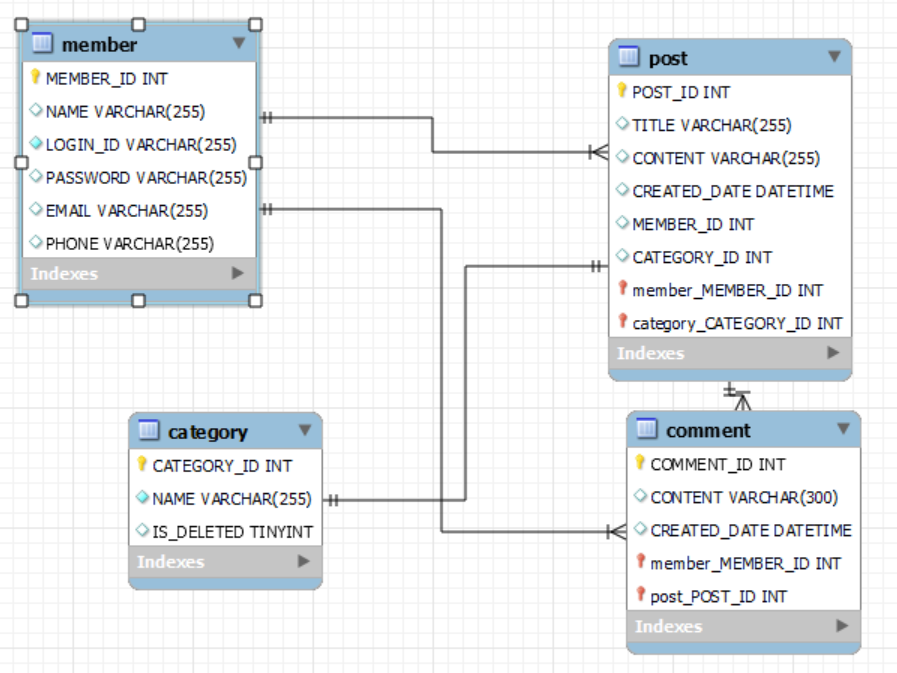 member
MEMBER_ID INT
NAME VARCHAR(255)
LOGIN_ID VARCHAR(255)
PASSWORD VARCHAR(255)
EMAIL VARCHAR(255)
PHONE VARCHAR(255)
Indexes
post
POST_ID INT
TITLE VARCHAR(255)
CONTENT VARCHAR(255)
CREATED_DATE DATETIME
MEMBER_ID INT
CATEGORY_ID INT
member_MEMBER_ID INT
category_CATEGORY_ID INT
Indexes
category
CATEGORY_ID INT
NAME VARCHAR(255)
IS_DELETED TINYINT
Indexes
comment
COMMENT_ID INT
CONTENT VARCHAR(300)
CREATED_DATE DATETIME
member_MEMBER_ID INT
post_POST_ID INT
Indexes